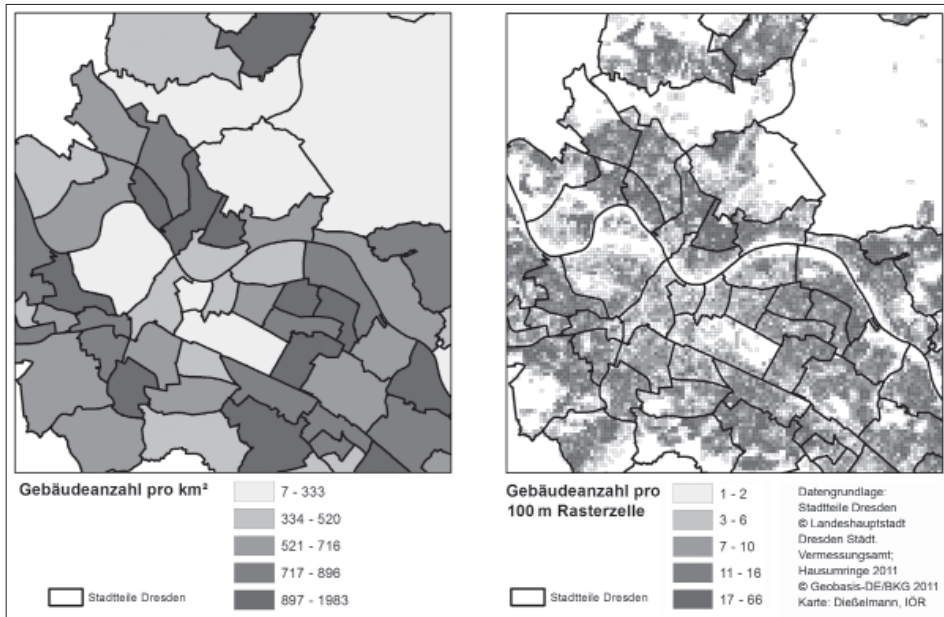 Gebäudeanzahl pro km²
7 - 333
334 - 520
521 - 716
717 - 896
897 - 1983
Stadtteile Dresden
Gebäudeanzahl pro
100 m Rasterzelle
1 - 2
3 - 6
7 - 10
11 - 16
17 - 66
Stadtteile Dresden
Datengrundlage:
Stadtteile Dresden
© Landeshauptstadt
Dresden Städt.
Vermessungsamt;
Hausumringe 2011
© Geobasis-DE/BKG 2011
Karte: Dießelmann, IÖR